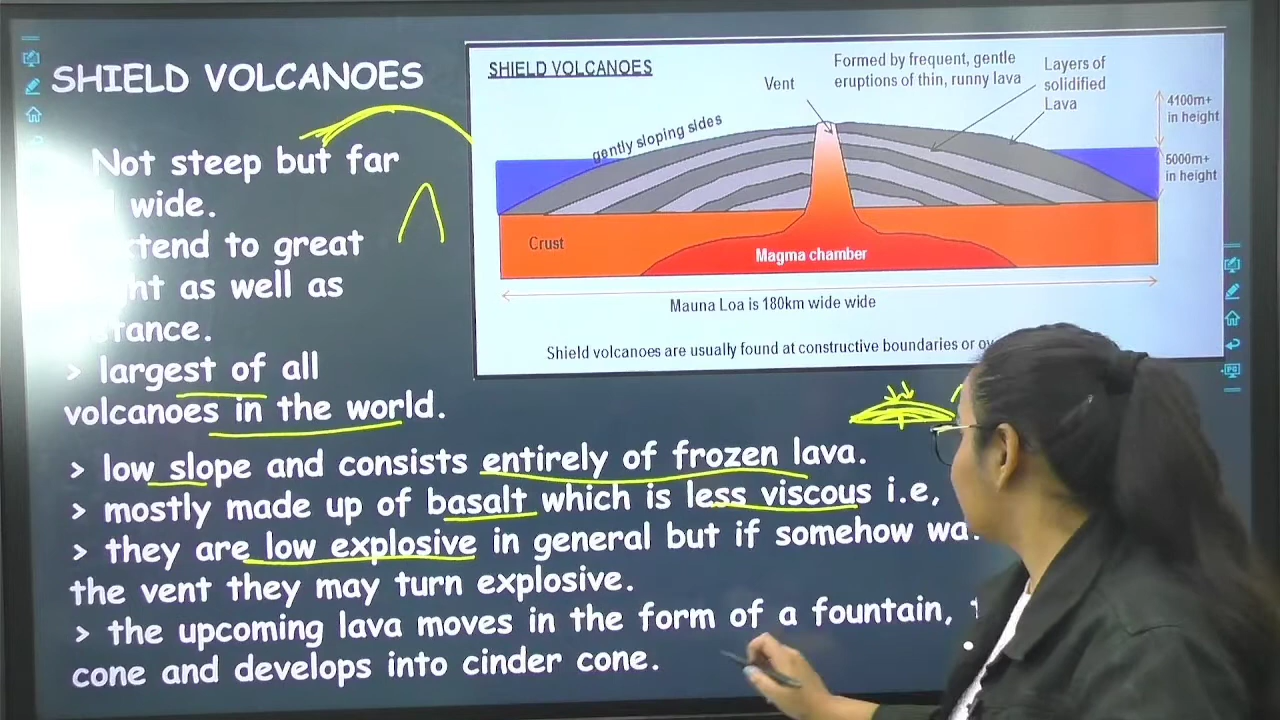 SHIELD VOLCANOES
Not steep but far
wide.
tend to great
as well as
> largest of all
volcanoes in the world.
> low slope and consists entirely of frozen lava.
> mostly made up of basalt which is less viscous i.e,
> they are low explosive in general but if somehow
the vent they may turn explosive.
> the upcoming lava moves in the form of a fountain,
cone and develops into cinder cone.
SHIELD VOLCANOES
Vent
Formed by frequent, gentle
eruptions of thin, runny lava
Layers of
solidified
Lava
gently sloping sides
4100m+
in height
5000m+
in height
Crust
Magma chamber
Mauna Loa is 180km wide wide
Shield volcanoes are usually found at constructive boundaries or